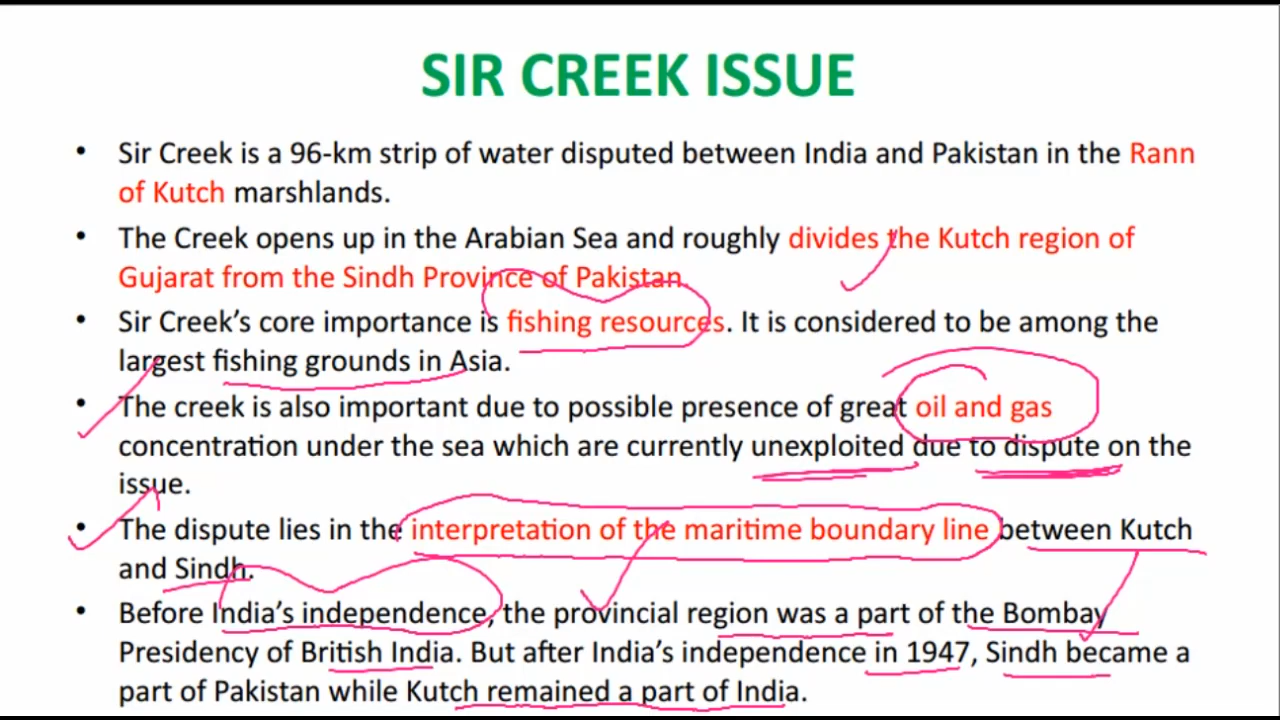 SIR CREEK ISSUE
• Sir Creek is a 96-km strip of water disputed between India and Pakistan in the Rann
of Kutch marshlands.
• The Creek opens up in the Arabian Sea and roughly divides the Kutch region of
Gujarat from the Sindh Province of Pakistan.
• Sir Creek’s core importance is fishing resources. It is considered to be among the
largest fishing grounds in Asia.
• The creek is also important due to possible presence of great oil and gas
concentration under the sea which are currently unexploited due to dispute on the
issue.
• The dispute lies in the interpretation of the maritime boundary line between Kutch
and Sindh.
• Before India’s independence, the provincial region was a part of the Bombay
Presidency of British India. But after India’s independence in 1947, Sindh became a
part of Pakistan while Kutch remained a part of India.